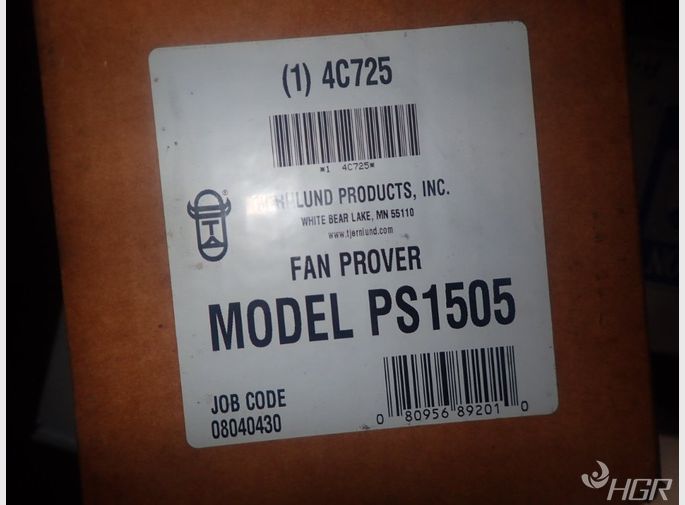 (1) 4C725
*1 4C725*
PRODUCTS, INC.
WHITE BEAR LAKE, MN 55110
www.tjernlund.com
®
T
FAN PROVER
MODEL PS1505
JOB CODE
08040430
0 80956 89201 0
HGR